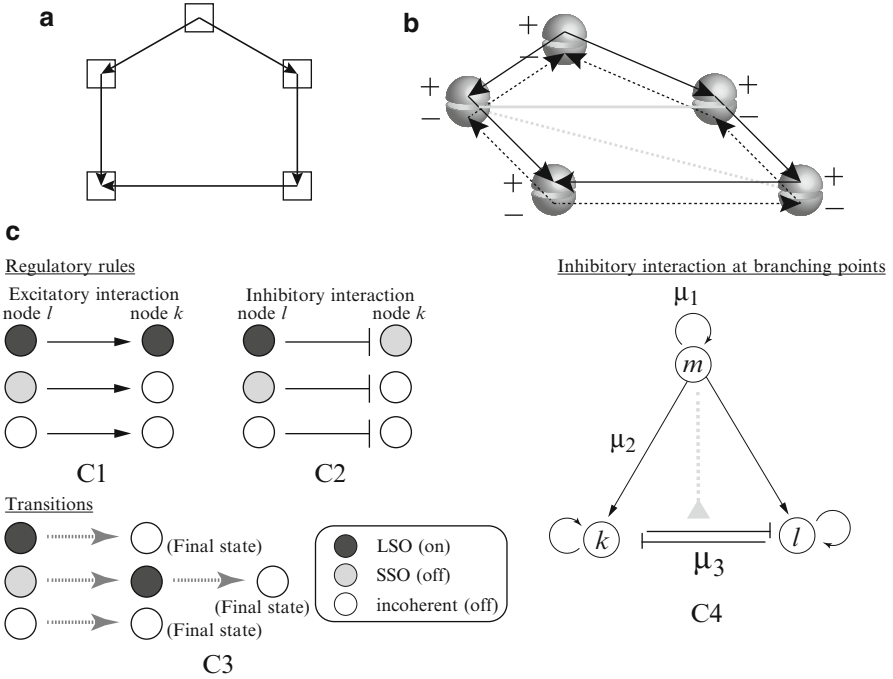 a
b
+
−
+
−
+
−
+
−
+
−
c
Regulatory rules
Excitatory interaction
node l
node k
Inhibitory interaction
node l
node k
C1
C2
Transitions
(Final state)
(Final state)
(Final state)
C3
LSO (on)
SSO (off)
incoherent (off)
Inhibitory interaction at branching points
μ1
m
μ2
k
l
μ3
C4